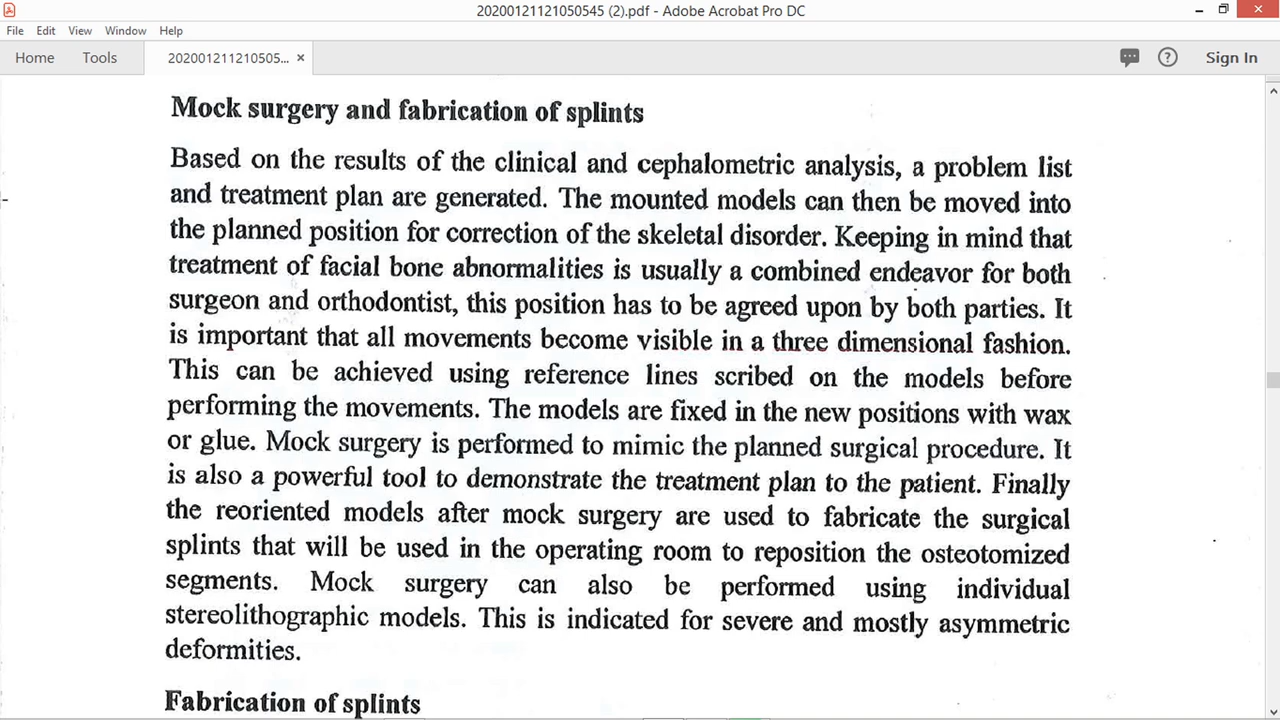 20200121121050545 (2).pdf - Adobe Acrobat Pro DC
File Edit View Window Help
Home Tools 202001211210505... × Sign In
Mock surgery and fabrication of splints
Based on the results of the clinical and cephalometric analysis, a problem list
and treatment plan are generated. The mounted models can then be moved into
the planned position for correction of the skeletal disorder. Keeping in mind that
treatment of facial bone abnormalities is usually a combined endeavor for both
surgeon and orthodontist, this position has to be agreed upon by both parties. It
is important that all movements become visible in a three dimensional fashion.
This can be achieved using reference lines scribed on the models before
performing the movements. The models are fixed in the new positions with wax
or glue. Mock surgery is performed to mimic the planned surgical procedure. It
is also a powerful tool to demonstrate the treatment plan to the patient. Finally
the reoriented models after mock surgery are used to fabricate the surgical
splints that will be used in the operating room to reposition the osteotomized
segments. Mock surgery can also be performed using individual
stereolithographic models. This is indicated for severe and mostly asymmetric
deformities.
Fabrication of splints